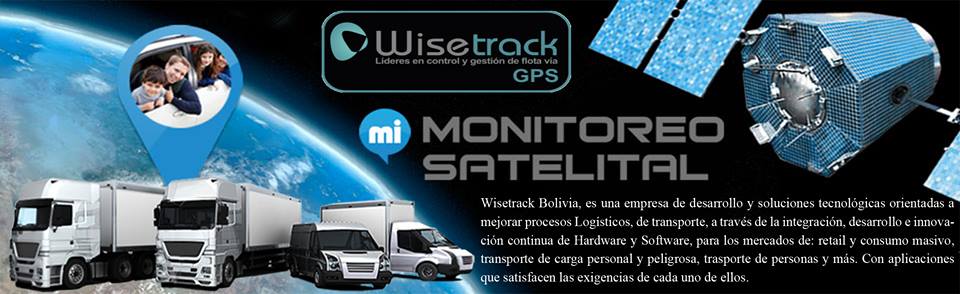 Wisetrack
Lideres en control y gestión de flota vía
GPS
mi MONITOREO
SATELITAL
Wisetrack Bolivia, es una empresa de desarrollo y soluciones tecnológicas orientadas a
mejorar procesos Logísticos, de transporte, a través de la integración, desarrollo e innova-
ción continua de Hardware y Software, para los mercados de: retail y consumo masivo,
transporte de carga personal y peligrosa, trasporte de personas y más. Con aplicaciones
que satisfacen las exigencias de cada uno de ellos.